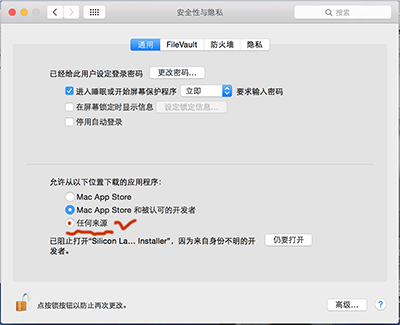 安全性与隐私
搜索
通用 FileVault 防火墙 隐私
已经给此用户设定登录密码 更改密码...
进入睡眠或开始屏幕保护程序 立即 要求输入密码
在屏幕锁定时显示信息 设定锁定信息...
停用自动登录
允许从以下位置下载的应用程序：
Mac App Store
Mac App Store 和被认可的开发者
任何来源
已阻止打开“Silicon La... Installer”，因为来自身份不明的开 仍要打开
发者。
点按锁按钮以防止再次更改。 高级... ?